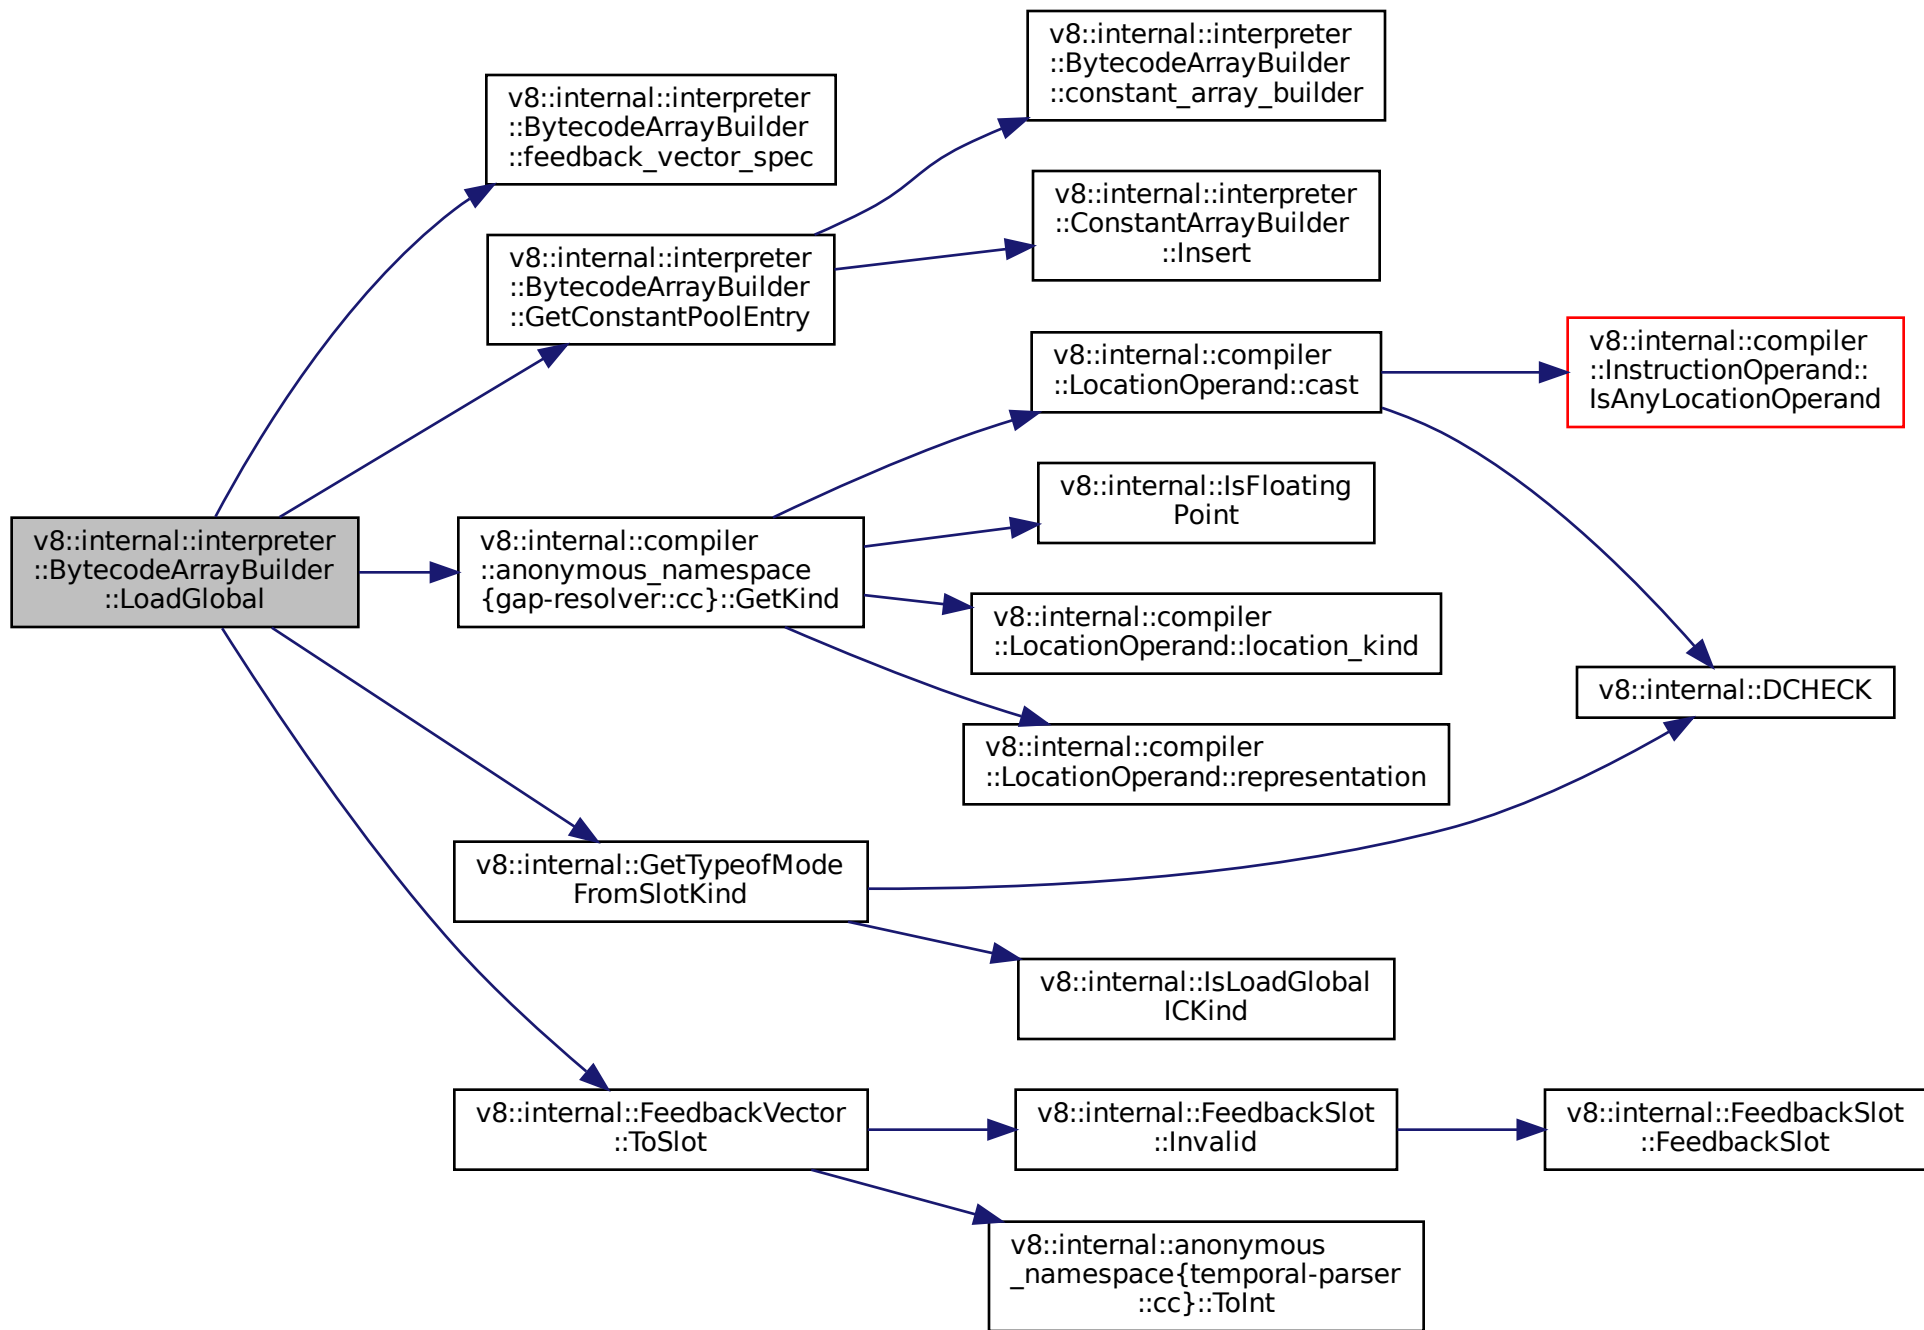 v8::internal::interpreter
::BytecodeArrayBuilder
::LoadGlobal
v8::internal::interpreter
::BytecodeArrayBuilder
::feedback_vector_spec
v8::internal::interpreter
::BytecodeArrayBuilder
::GetConstantPoolEntry
v8::internal::compiler
::anonymous_namespace
{gap-resolver::cc}::GetKind
v8::internal::GetTypeofMode
FromSlotKind
v8::internal::FeedbackVector
::ToSlot
v8::internal::interpreter
::BytecodeArrayBuilder
::constant_array_builder
v8::internal::interpreter
::ConstantArrayBuilder
::Insert
v8::internal::compiler
::LocationOperand::cast
v8::internal::IsFloating
Point
v8::internal::compiler
::LocationOperand::location_kind
v8::internal::compiler
::LocationOperand::representation
v8::internal::IsLoadGlobal
ICKind
v8::internal::FeedbackSlot
::Invalid
v8::internal::anonymous
_namespace{temporal-parser
::cc}::ToInt
v8::internal::compiler
::InstructionOperand::
IsAnyLocationOperand
v8::internal::DCHECK
v8::internal::FeedbackSlot
::FeedbackSlot